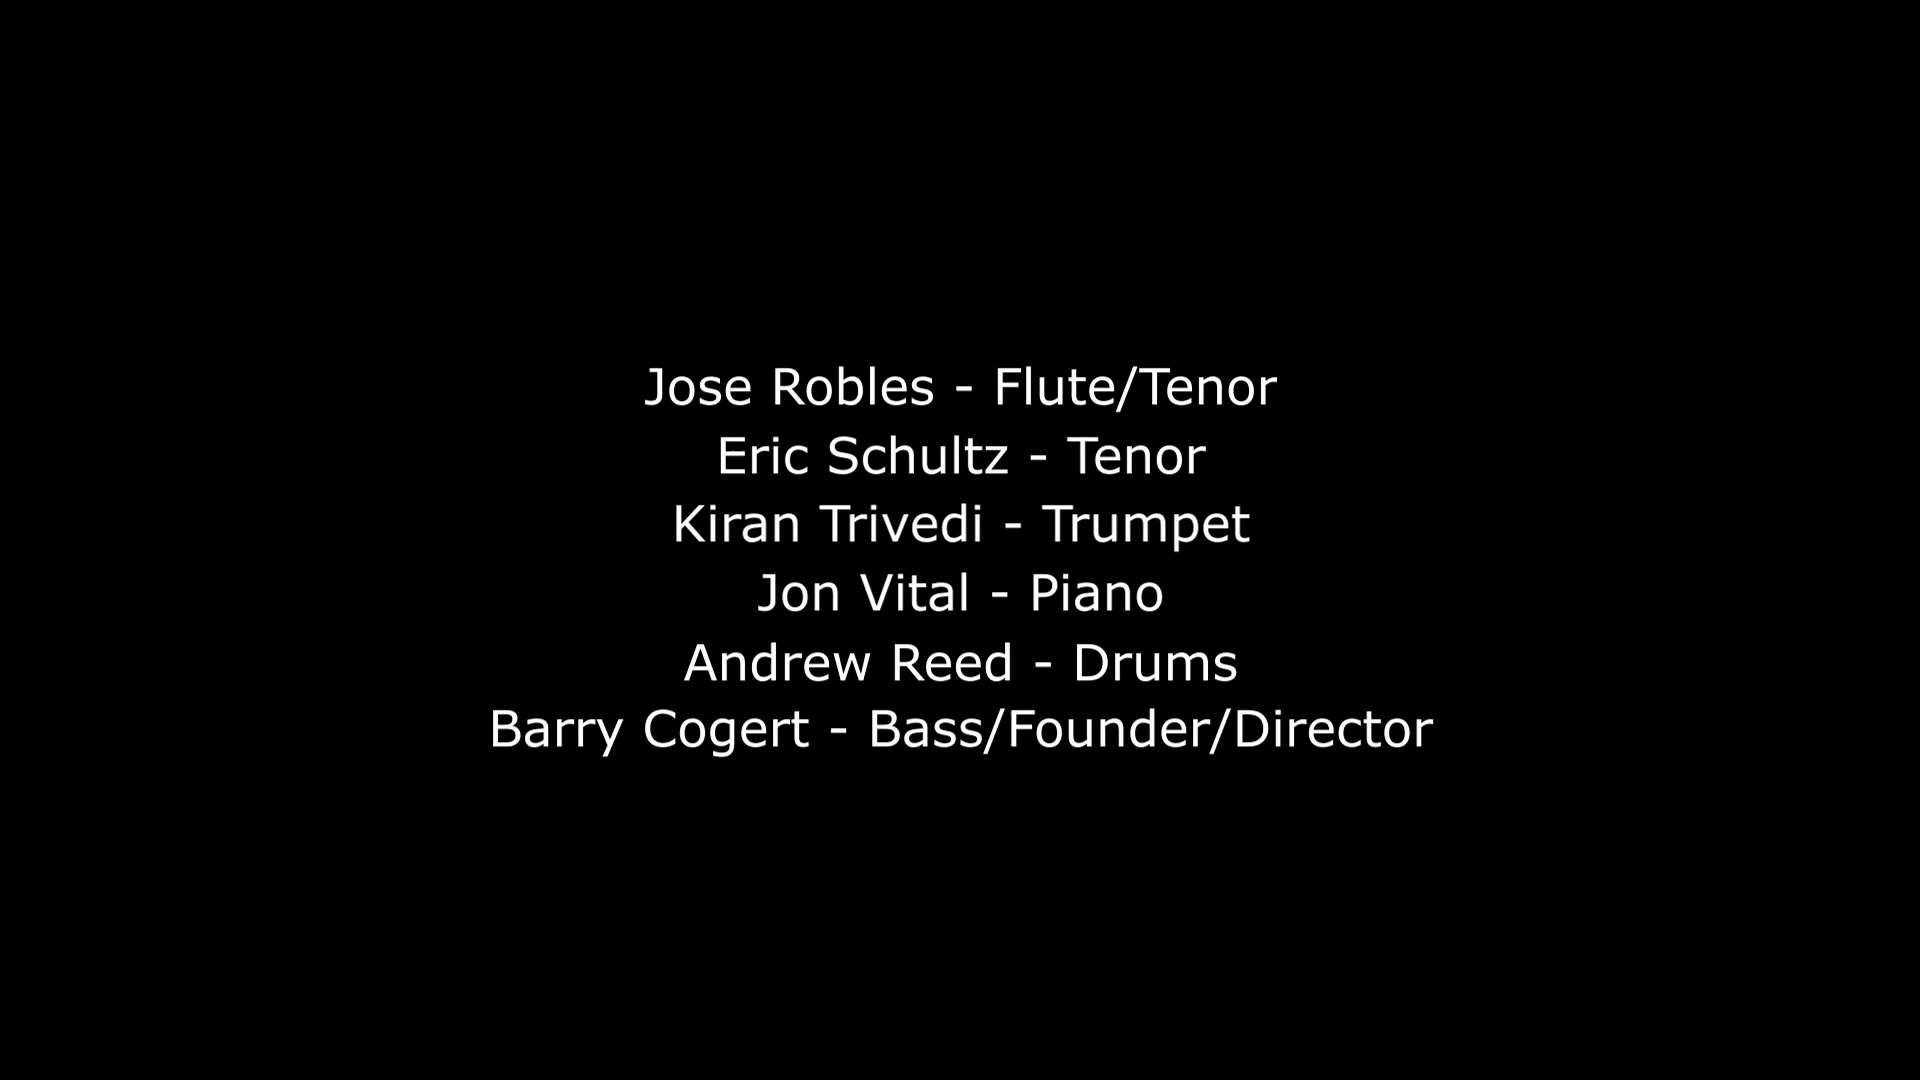 Jose Robles - Flute/Tenor
Eric Schultz - Tenor
Kiran Trivedi - Trumpet
Jon Vital - Piano
Andrew Reed - Drums
Barry Cogert - Bass/Founder/Director